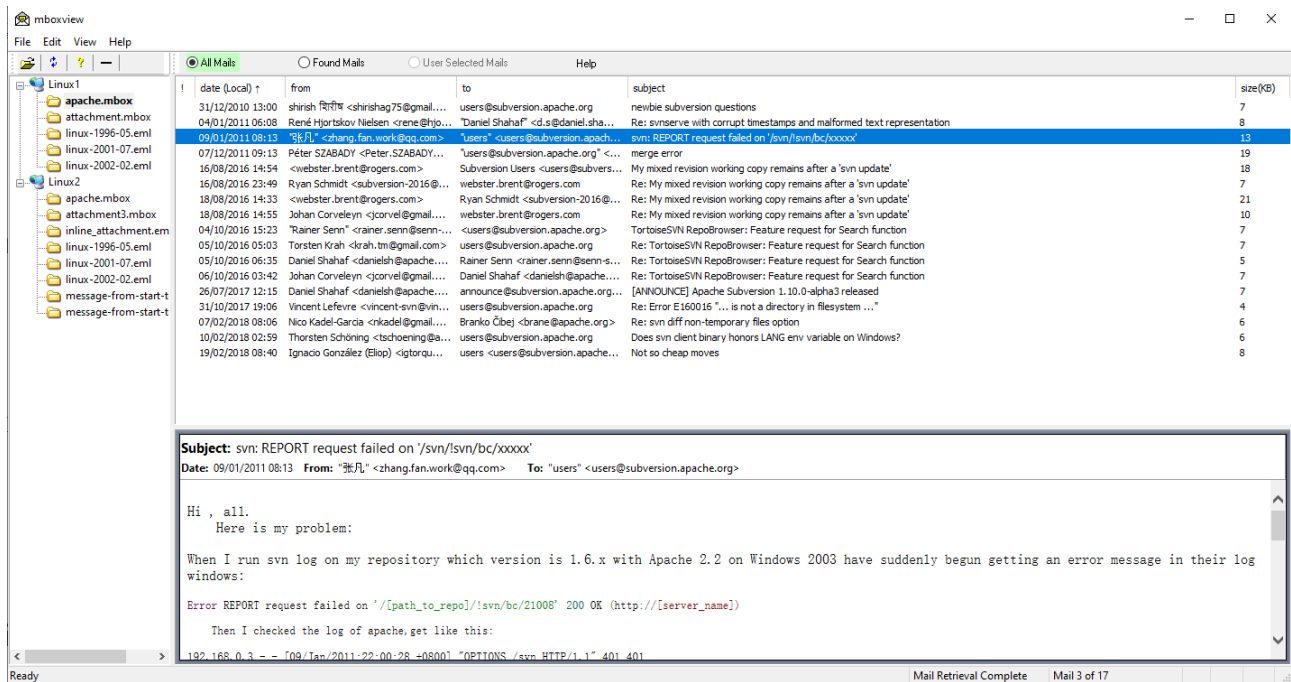 mboxview
File Edit View Help
All Mails Found Mails User Selected Mails Help
Linux1
apache.mbox
attachment.mbox
linux-1996-05.eml
linux-2001-07.eml
linux-2002-02.eml
Linux2
apache.mbox
attachment3.mbox
inline_attachment.em
linux-1996-05.eml
linux-2001-07.eml
linux-2002-02.eml
message-from-start-t
message-from-start-t
! date (Local) ↑ from to subject size(KB)
31/12/2010 13:00 shirish शिरीष <shirishag75@gmail.... users@subversion.apache.org newbie subversion questions 7
04/01/2011 06:08 René Hjortskov Nielsen <rene@hjo... "Daniel Shahaf" <d.s@daniel.sha... Re: svnserve with corrupt timestamps and malformed text representation 8
09/01/2011 08:13 "张凡" <zhang.fan.work@qq.com> "users" <users@subversion.apach... svn: REPORT request failed on '/svn/!svn/bc/xxxxx' 13
07/12/2011 09:13 Péter SZABADY <Peter.SZABADY... "users@subversion.apache.org" <... merge error 19
16/08/2016 14:54 <webster.brent@rogers.com> Subversion Users <users@subvers... My mixed revision working copy remains after a 'svn update' 18
16/08/2016 23:49 Ryan Schmidt <subversion-2016@... webster.brent@rogers.com Re: My mixed revision working copy remains after a 'svn update' 7
18/08/2016 14:33 <webster.brent@rogers.com> Ryan Schmidt <subversion-2016@... Re: My mixed revision working copy remains after a 'svn update' 21
18/08/2016 14:55 Johan Corveleyn <jcorvel@gmail.... webster.brent@rogers.com Re: My mixed revision working copy remains after a 'svn update' 10
04/10/2016 15:23 "Rainer Senn" <rainer.senn@senn-... <users@subversion.apache.org> TortoiseSVN RepoBrowser: Feature request for Search function 7
05/10/2016 05:03 Torsten Krah <krah.tm@gmail.com> users@subversion.apache.org Re: TortoiseSVN RepoBrowser: Feature request for Search function 7
05/10/2016 06:35 Daniel Shahaf <danielsh@apache.... Rainer Senn <rainer.senn@senn-s... Re: TortoiseSVN RepoBrowser: Feature request for Search function 5
06/10/2016 03:42 Johan Corveleyn <jcorvel@gmail.... Daniel Shahaf <danielsh@apache.... Re: TortoiseSVN RepoBrowser: Feature request for Search function 7
26/07/2017 12:15 Daniel Shahaf <danielsh@apache.... announce@subversion.apache.org... [ANNOUNCE] Apache Subversion 1.10.0-alpha3 released 7
31/10/2017 19:06 Vincent Lefevre <vincent-svn@vin... users@subversion.apache.org Re: Error E160016 "... is not a directory in filesystem ..." 4
07/02/2018 08:06 Nico Kadel-Garcia <nkadel@gmail.... Branko Čibej <brane@apache.org> Re: svn diff non-temporary files option 6
10/02/2018 02:59 Thorsten Schöning <tschoening@a... users@subversion.apache.org Does svn client binary honors LANG env variable on Windows? 6
19/02/2018 08:40 Ignacio González (Eliop) <igtorqu... users <users@subversion.apache... Not so cheap moves 8
Subject: svn: REPORT request failed on '/svn/!svn/bc/xxxxx'
Date: 09/01/2011 08:13 From: "张凡" <zhang.fan.work@qq.com> To: "users" <users@subversion.apache.org>
Hi , all.
Here is my problem:
When I run svn log on my repository which version is 1.6.x with Apache 2.2 on Windows 2003 have suddenly begun getting an error message in their log
windows:
Error REPORT request failed on '/[path_to_repo]/!svn/bc/21008' 200 OK (http://[server_name])
Then I checked the log of apache,get like this:
192.168.0.3 - - [09/Jan/2011:22:00:28 +0800] "OPTIONS /svn HTTP/1.1" 401 401
Ready Mail Retrieval Complete Mail 3 of 17